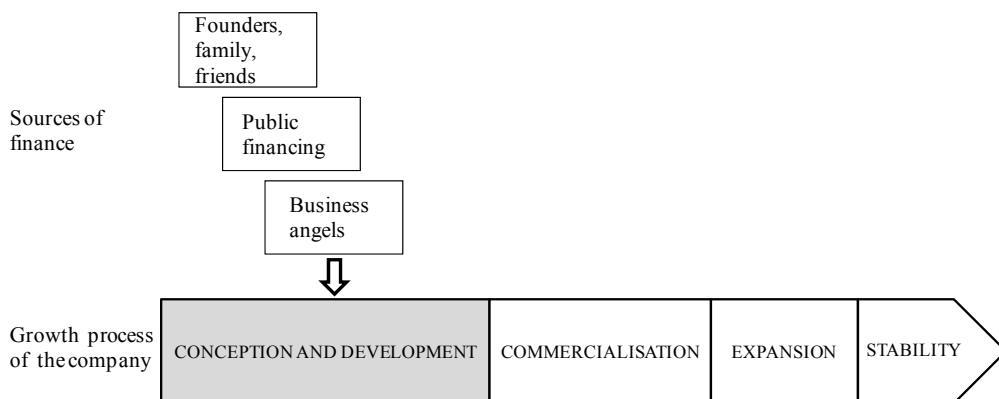 Founders,
family,
friends
Sources of
finance
Public
financing
Business
angels
Growth process
of the company
CONCEPTION AND DEVELOPMENT
COMMERCIALISATION
EXPANSION
STABILITY